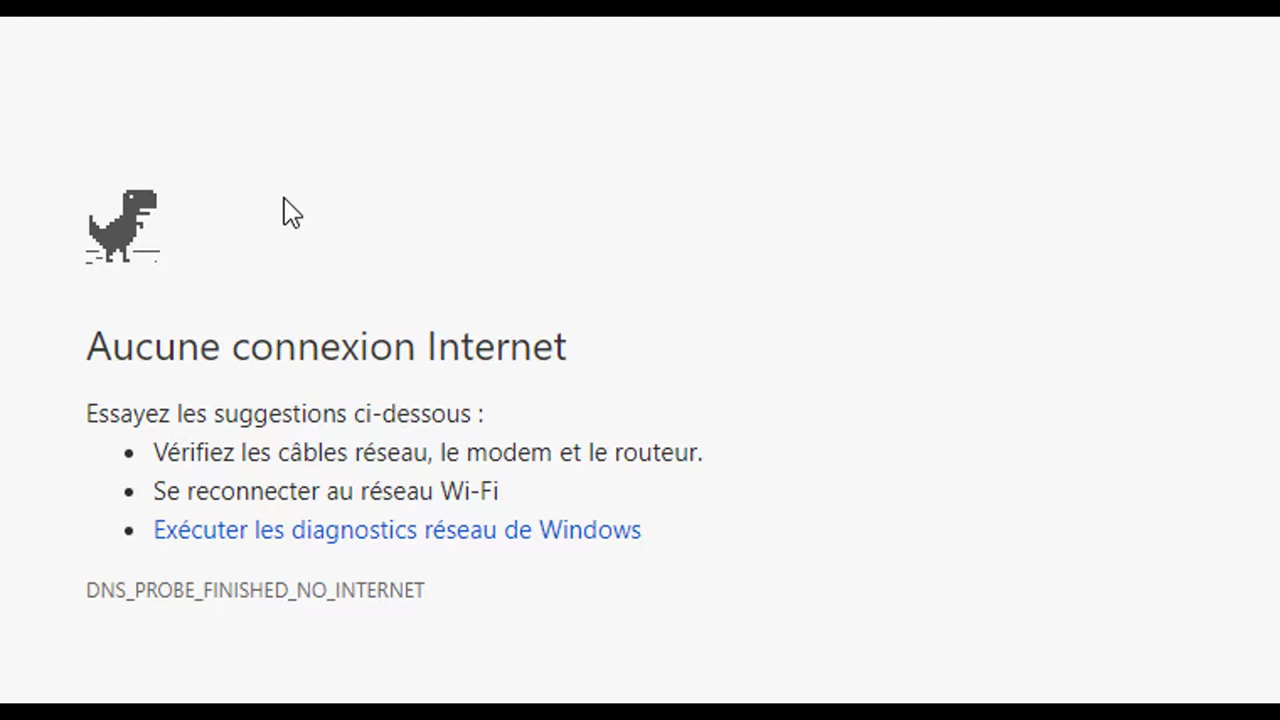 Aucune connexion Internet
Essayez les suggestions ci-dessous :
• Vérifiez les câbles réseau, le modem et le routeur.
• Se reconnecter au réseau Wi-Fi
• Exécuter les diagnostics réseau de Windows
DNS_PROBE_FINISHED_NO_INTERNET